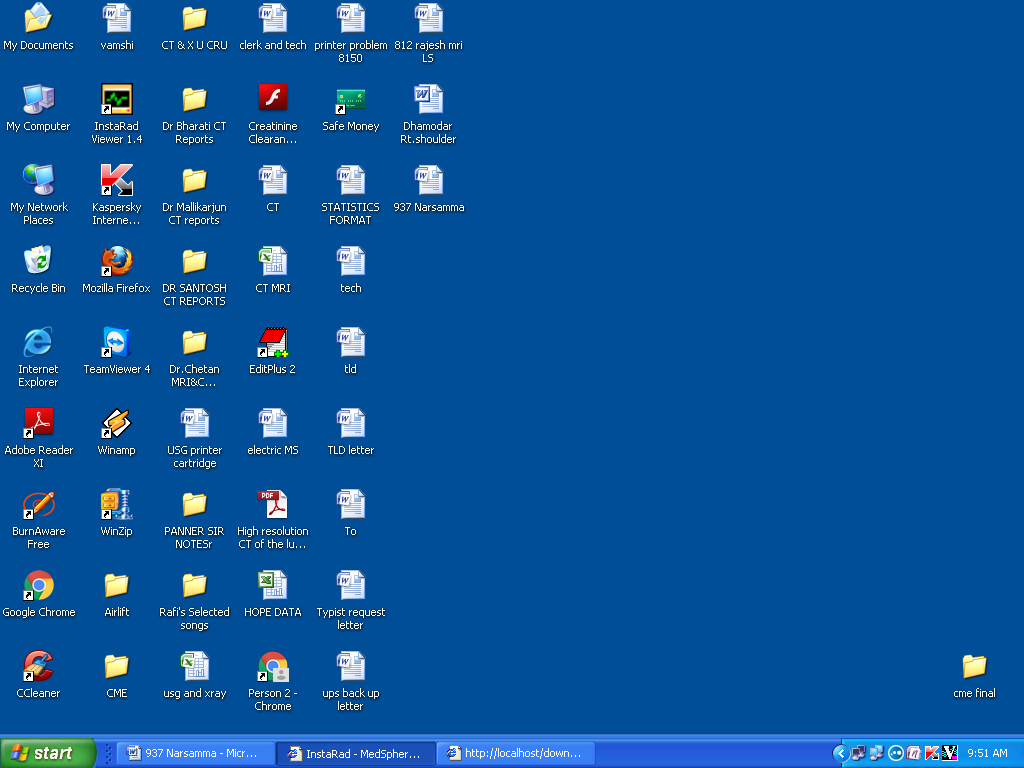 My Documents
vamshi
CT & X U CRU
clerk and tech
printer problem
8150
812 rajesh mri
LS
My Computer
InstaRad
Viewer 1.4
Dr Bharati CT
Reports
Creatinine
Clearan...
Safe Money
Dhamodar
Rt.shoulder
My Network
Places
Kaspersky
Interne...
Dr Mallikarjun
CT reports
CT
STATISTICS
FORMAT
937 Narsamma
Recycle Bin
Mozilla Firefox
DR SANTOSH
CT REPORTS
CT MRI
tech
Internet
Explorer
TeamViewer 4
Dr.Chetan
MRI&C...
EditPlus 2
tld
Adobe Reader
XI
Winamp
USG printer
cartridge
electric MS
TLD letter
BurnAware
Free
WinZip
PANNER SIR
NOTESr
PDF
High resolution
CT of the lu...
To
Google Chrome
Airlift
Rafi's Selected
songs
HOPE DATA
Typist request
letter
CCleaner
CME
usg and xray
Person 2 -
Chrome
ups back up
letter
cme final
start
937 Narsamma - Micr...
InstaRad - MedSpher...
http://localhost/down...
9:51 AM